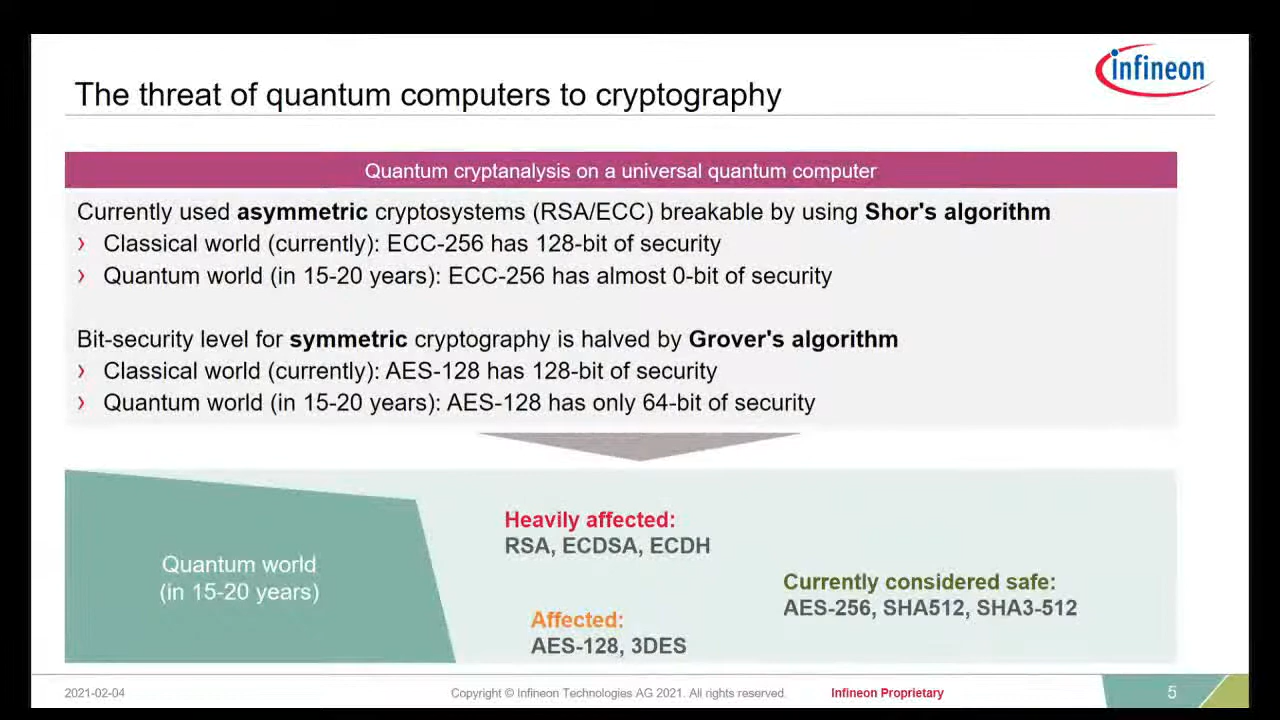 infineon
The threat of quantum computers to cryptography
Quantum cryptanalysis on a universal quantum computer
Currently used asymmetric cryptosystems (RSA/ECC) breakable by using Shor's algorithm
› Classical world (currently): ECC-256 has 128-bit of security
› Quantum world (in 15-20 years): ECC-256 has almost 0-bit of security
Bit-security level for symmetric cryptography is halved by Grover's algorithm
› Classical world (currently): AES-128 has 128-bit of security
› Quantum world (in 15-20 years): AES-128 has only 64-bit of security
Quantum world
(in 15-20 years)
Heavily affected:
RSA, ECDSA, ECDH
Currently considered safe:
AES-256, SHA512, SHA3-512
Affected:
AES-128, 3DES
2021-02-04
Copyright © Infineon Technologies AG 2021. All rights reserved.
Infineon Proprietary
5